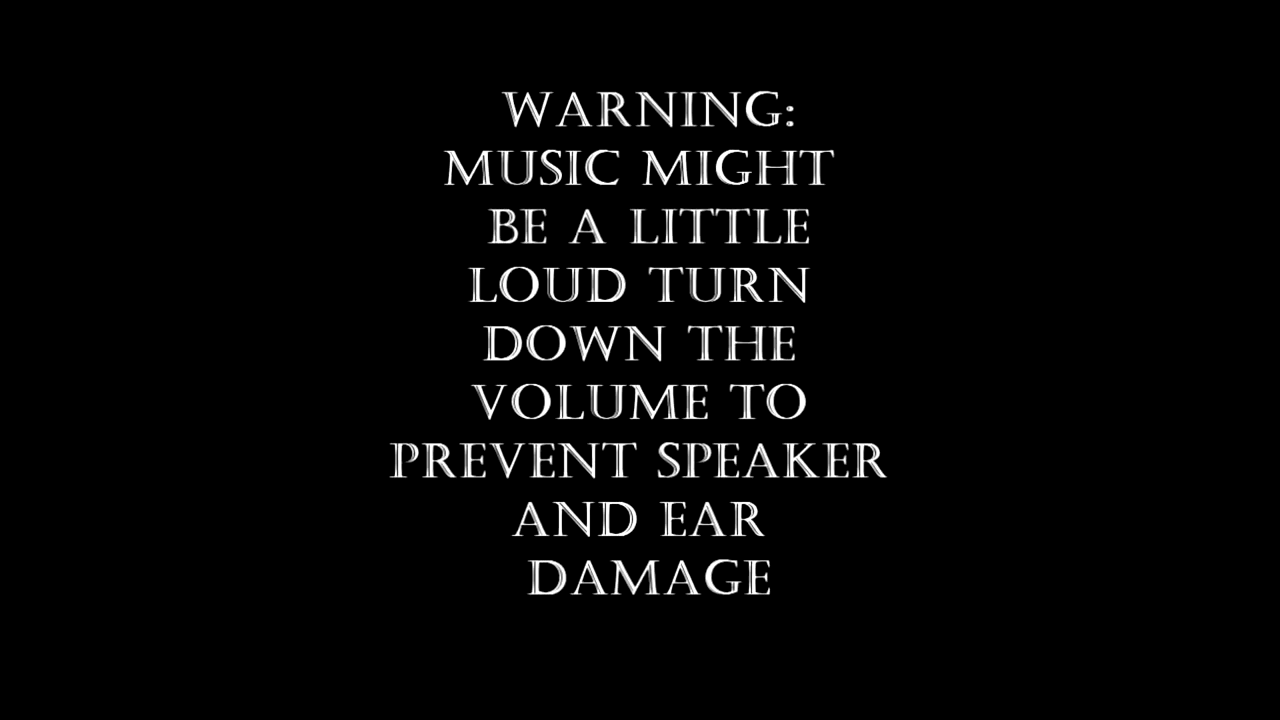 WARNING:
MUSIC MIGHT
BE A LITTLE
LOUD TURN
DOWN THE
VOLUME TO
PREVENT SPEAKER
AND EAR
DAMAGE